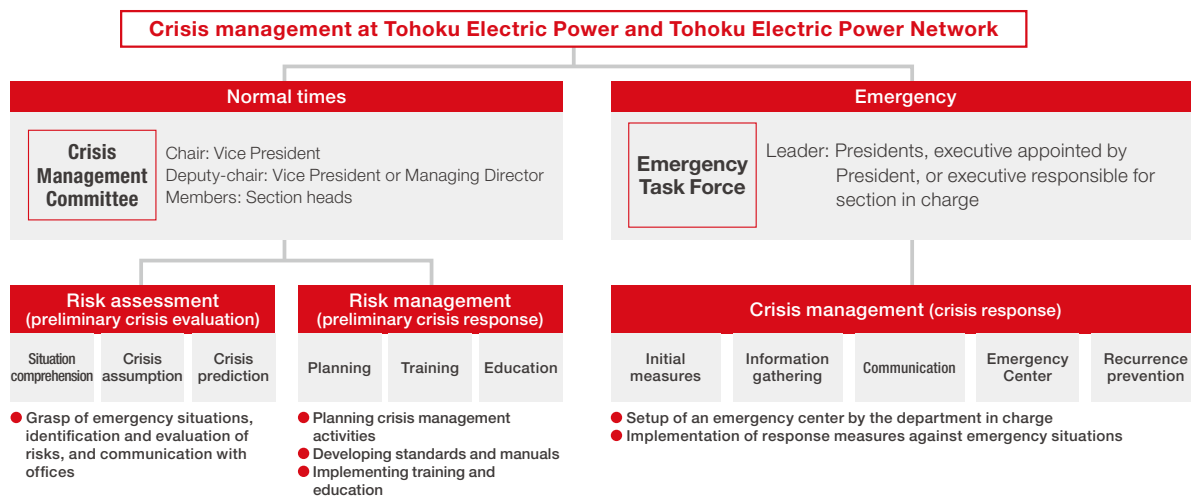 Crisis management at Tohoku Electric Power and Tohoku Electric Power Network
Normal times
Crisis
Management
Committee
Chair: Vice President
Deputy-chair: Vice President or Managing Director
Members: Section heads
Emergency
Emergency
Task Force
Leader: Presidents, executive appointed by
President, or executive responsible for
section in charge
Risk assessment
(preliminary crisis evaluation)
Situation
comprehension
Crisis
assumption
Crisis
prediction
● Grasp of emergency situations,
identification and evaluation of
risks, and communication with
offices
Risk management
(preliminary crisis response)
Planning
Training
Education
● Planning crisis management
activities
● Developing standards and manuals
● Implementing training and
education
Crisis management (crisis response)
Initial
measures
Information
gathering
Communication
Emergency
Center
Recurrence
prevention
● Setup of an emergency center by the department in charge
● Implementation of response measures against emergency situations